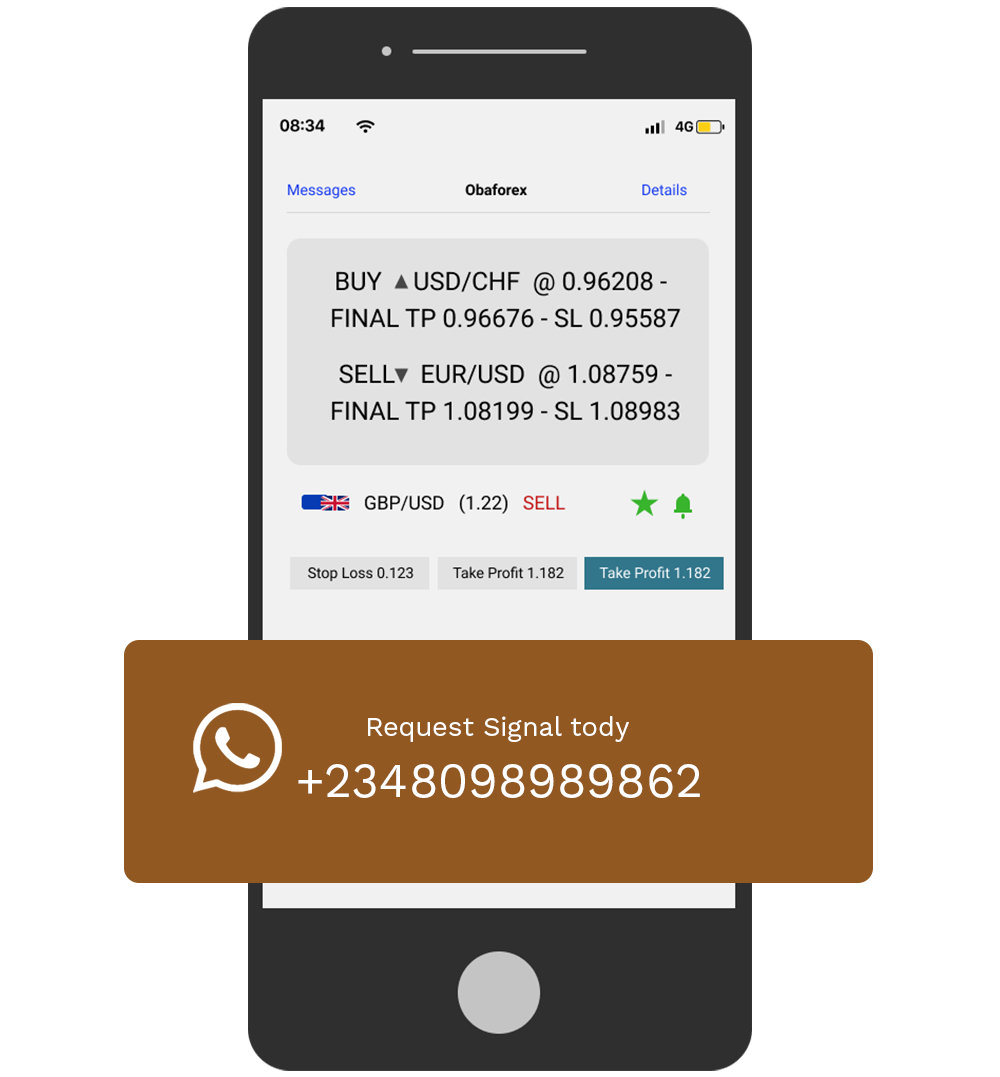 08:34 4G
Messages Obaforex Details
BUY ▲ USD/CHF @ 0.96208 -
FINAL TP 0.96676 - SL 0.95587
SELL▼ EUR/USD @ 1.08759 -
FINAL TP 1.08199 - SL 1.08983
GBP/USD (1.22) SELL
Stop Loss 0.123 Take Profit 1.182 Take Profit 1.182
Request Signal tody
+2348098989862